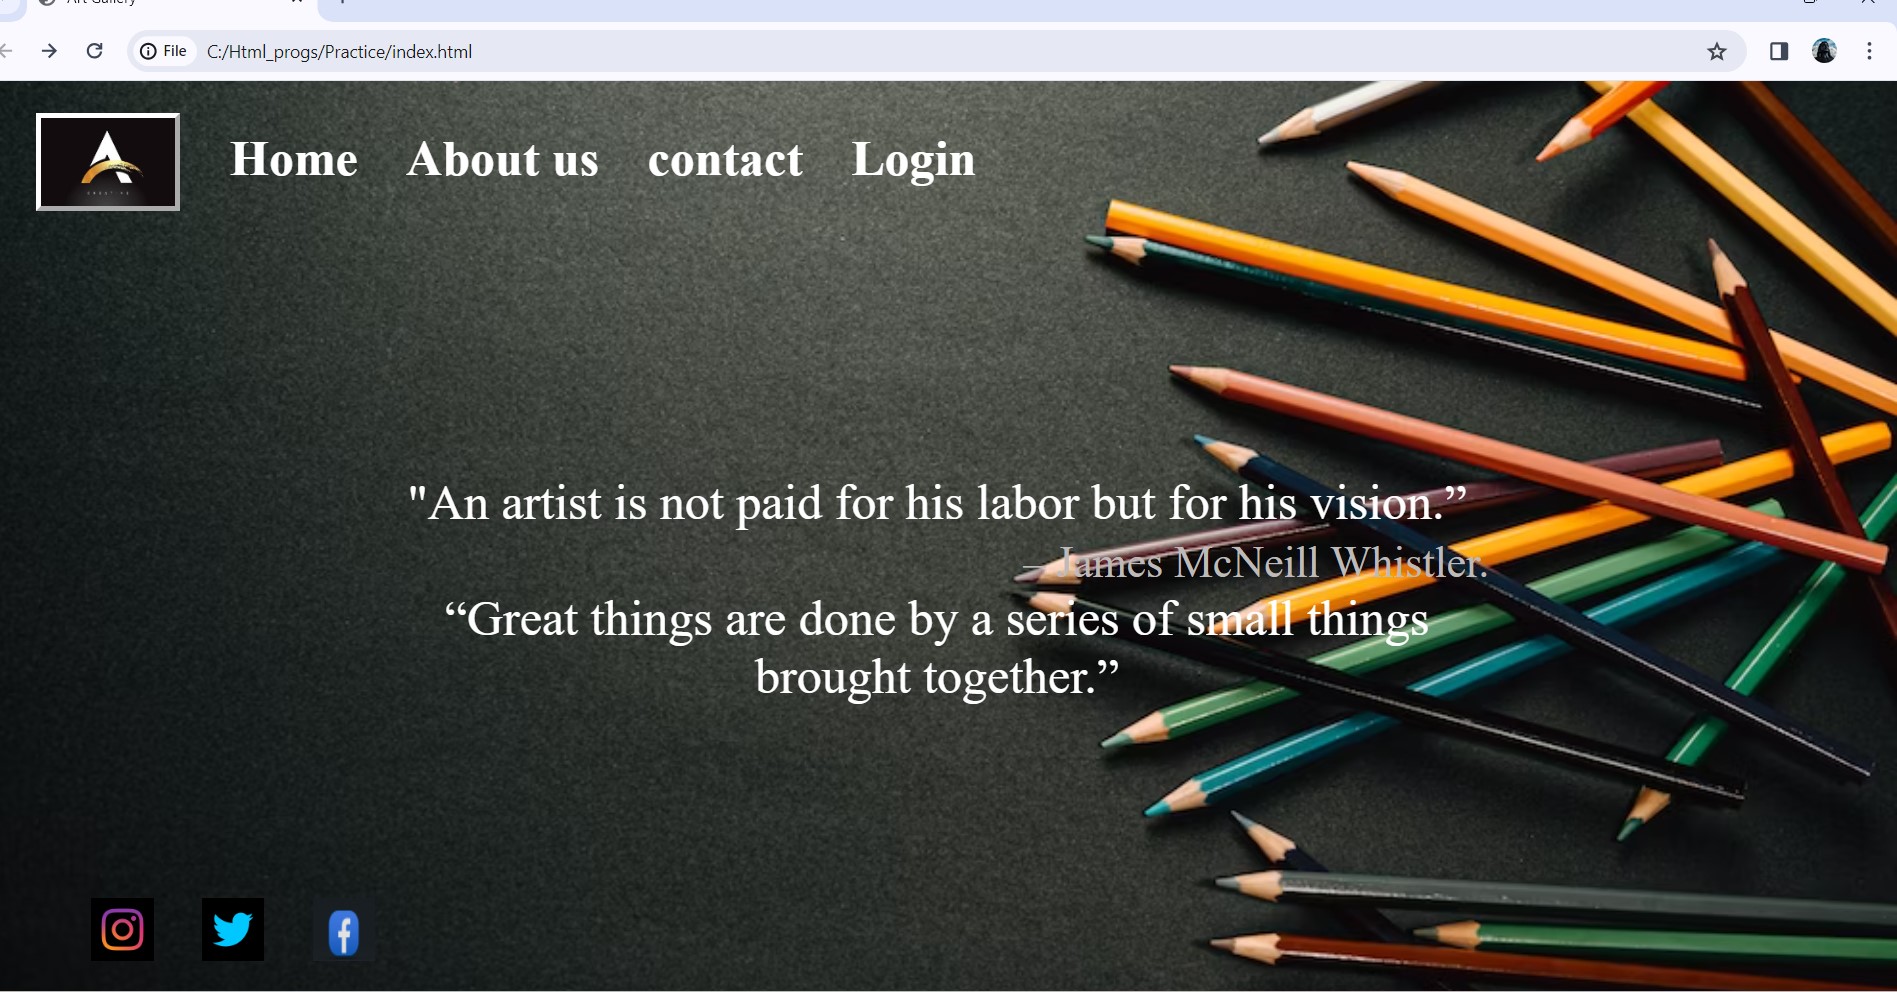 Art Gallery
File C:/Html_progs/Practice/index.html
Home About us contact Login
"An artist is not paid for his labor but for his vision.”
– James McNeill Whistler.
“Great things are done by a series of small things
brought together.”